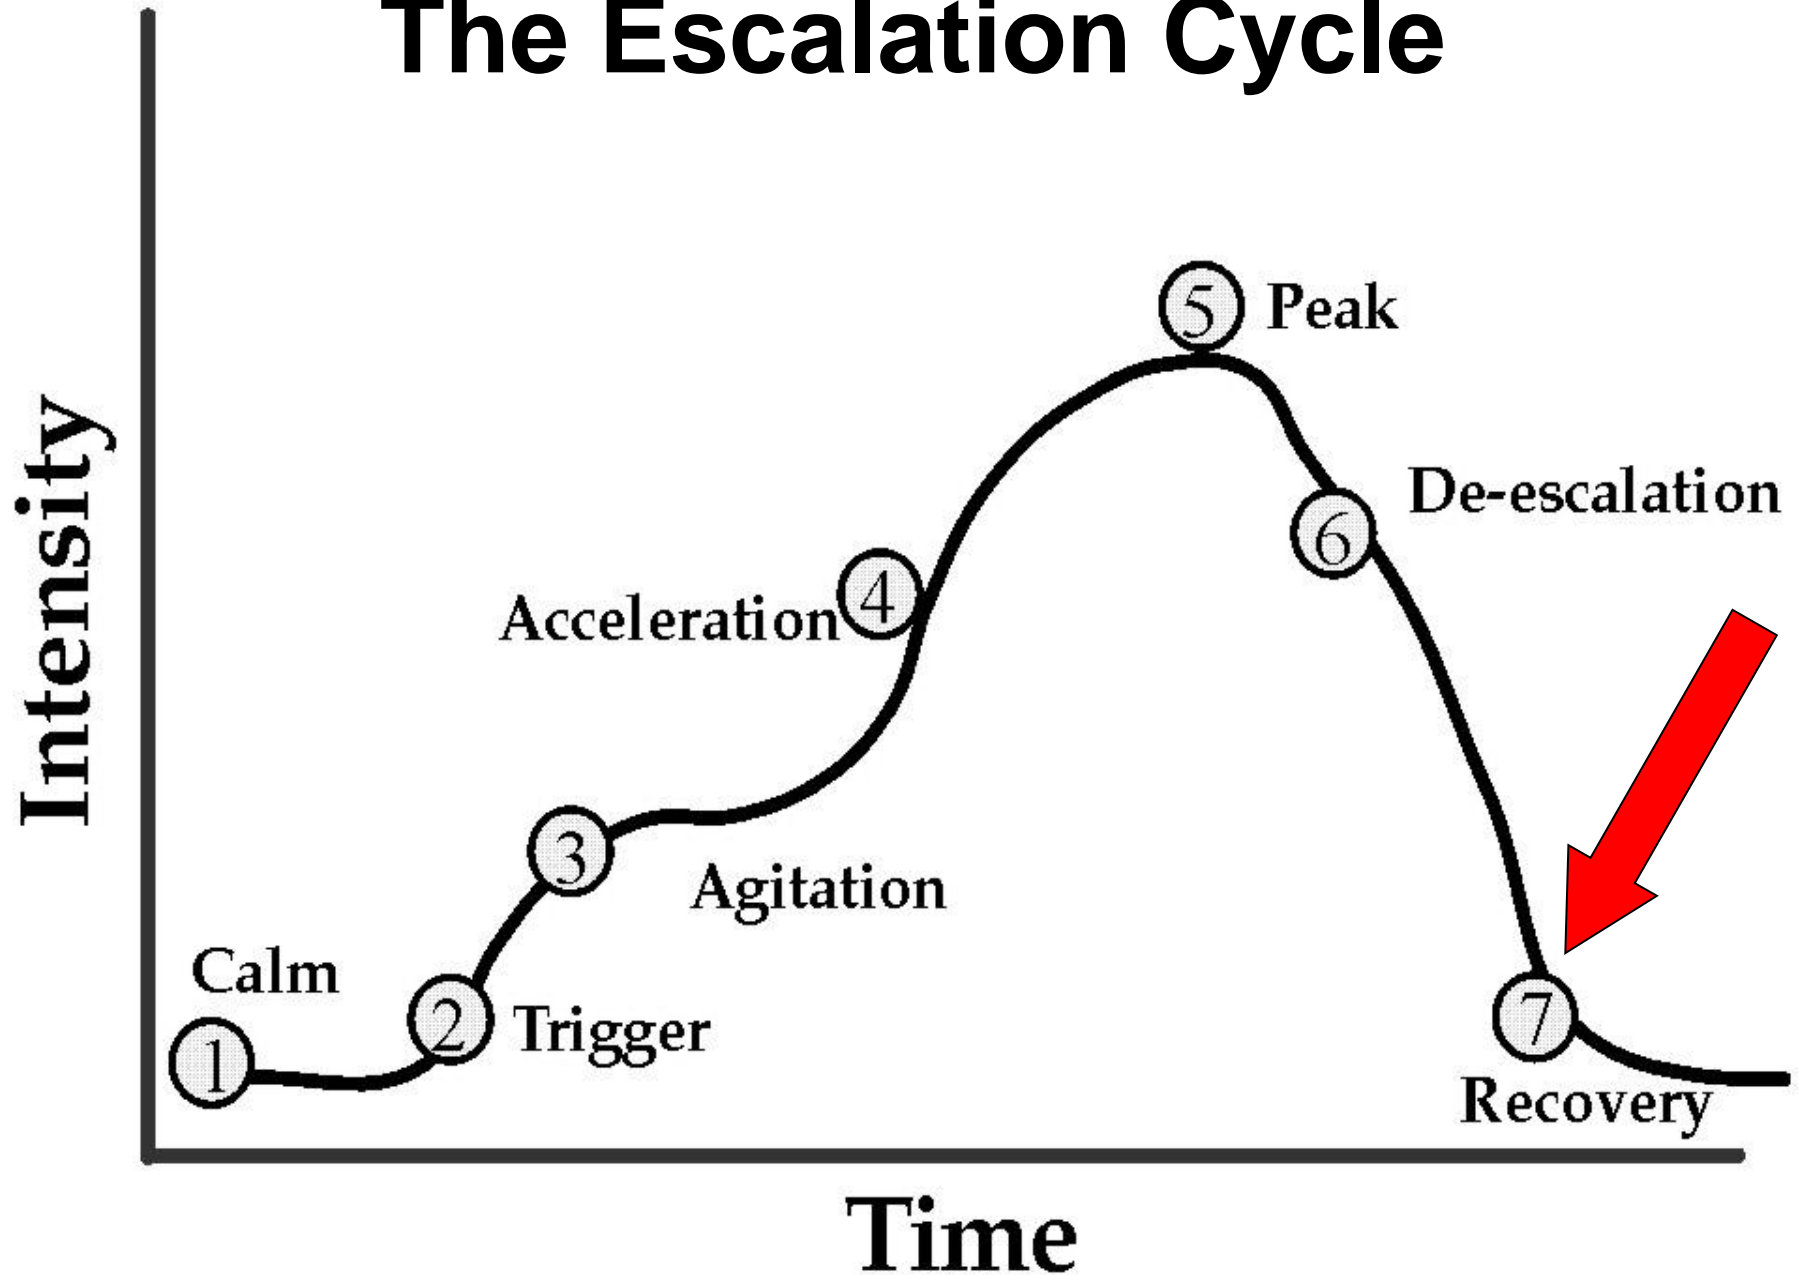 The Escalation Cycle
Intensity
5 Peak
De-escalation
6
Acceleration 4
3
Agitation
Calm
2 Trigger
1
7
Recovery
Time